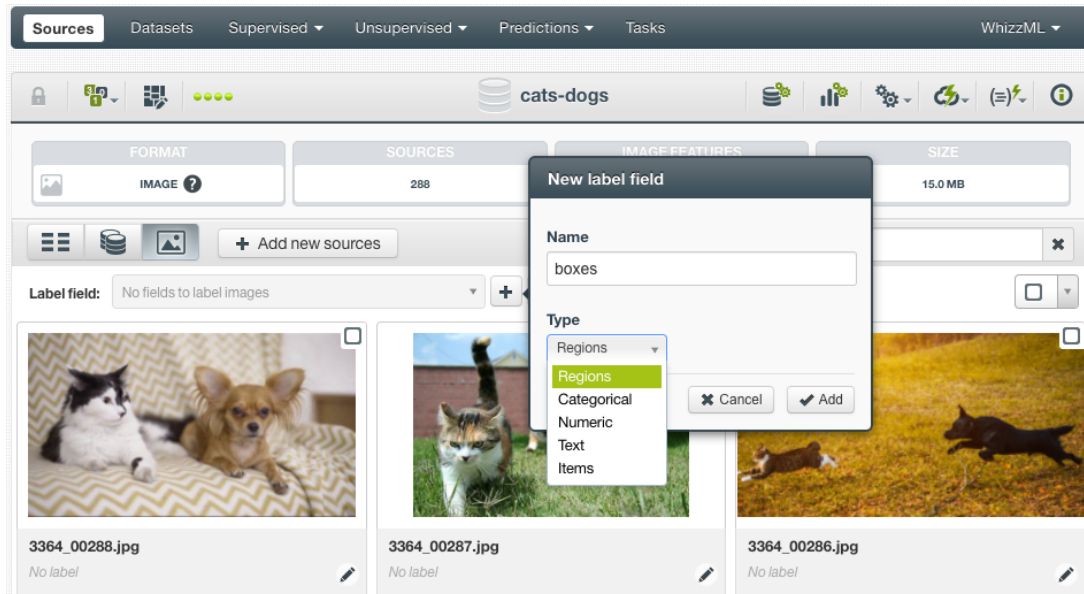 Sources Datasets Supervised Unsupervised Predictions Tasks WhizzML
cats-dogs
FORMAT SOURCES IMAGE FEATURES SIZE
IMAGE ? 288 15.0 MB
New label field
+ Add new sources
Name
boxes
Label field: No fields to label images +
Type
Regions
Regions
Categorical
Numeric
Text
Items
Cancel Add
3364_00288.jpg 3364_00287.jpg 3364_00286.jpg
No label No label No label